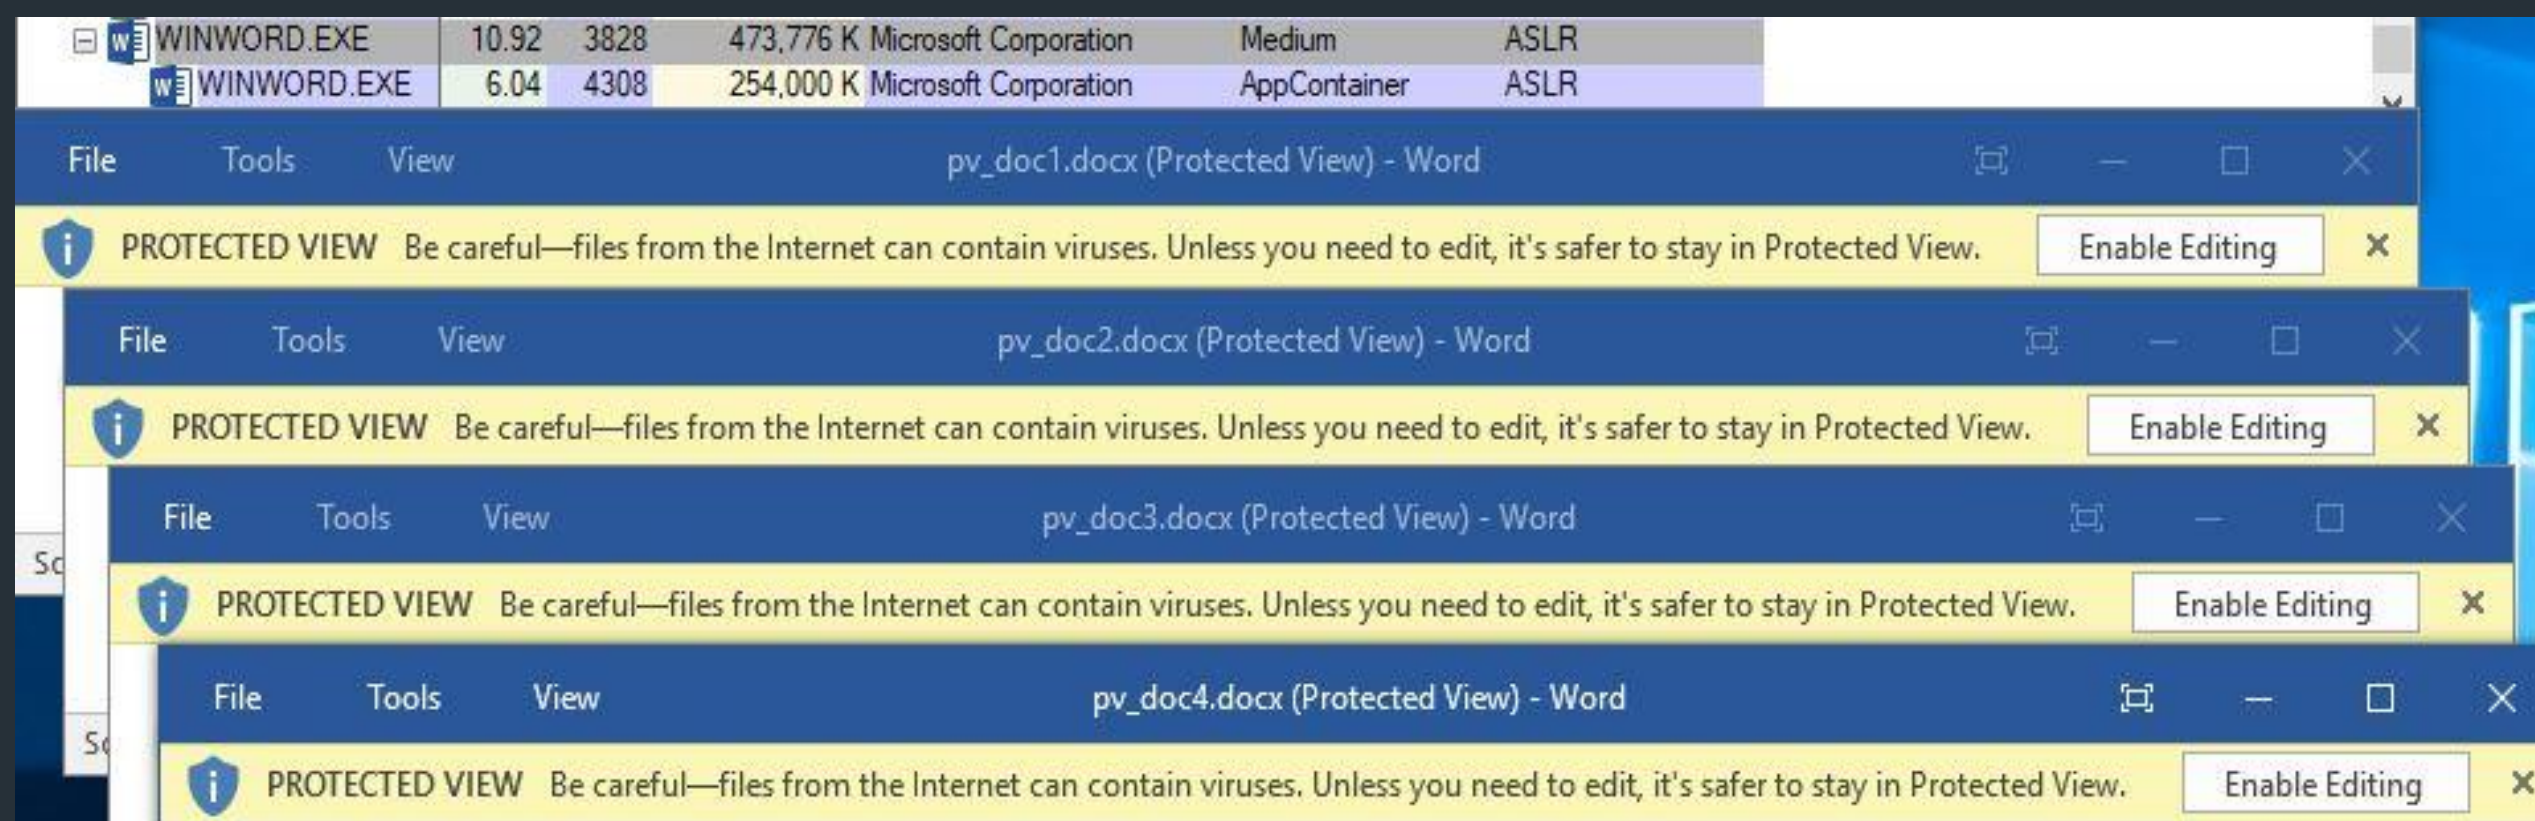 WINWORD.EXE 10.92 3828 473,776 K Microsoft Corporation Medium ASLR
WINWORD.EXE 6.04 4308 254,000 K Microsoft Corporation AppContainer ASLR
File Tools View pv_doc1.docx (Protected View) - Word
PROTECTED VIEW Be careful—files from the Internet can contain viruses. Unless you need to edit, it's safer to stay in Protected View. Enable Editing
File Tools View pv_doc2.docx (Protected View) - Word
PROTECTED VIEW Be careful—files from the Internet can contain viruses. Unless you need to edit, it's safer to stay in Protected View. Enable Editing
File Tools View pv_doc3.docx (Protected View) - Word
Sc
PROTECTED VIEW Be careful—files from the Internet can contain viruses. Unless you need to edit, it's safer to stay in Protected View. Enable Editing
File Tools View pv_doc4.docx (Protected View) - Word
Sc
PROTECTED VIEW Be careful—files from the Internet can contain viruses. Unless you need to edit, it's safer to stay in Protected View. Enable Editing